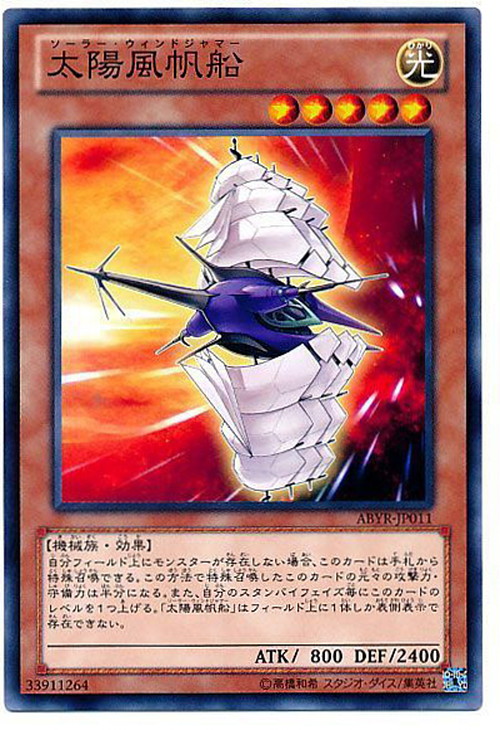 ソーラー・ウィンドジャマー
太陽風帆船
ひかり
光
ABYR-JP011
【機械族・効果】
自分フィールド上にモンスターが存在しない場合、このカードは手札から
特殊召喚できる。この方法で特殊召喚したこのカードの元々の攻撃力・
守備力は半分になる。また、自分のスタンバイフェイズ毎にこのカードの
レベルを1つ上げる。「太陽風帆船」はフィールド上に1体しか表側表示で
存在できない。
ATK/ 800 DEF/2400
33911264
©高橋和希 スタジオ・ダイス/集英社